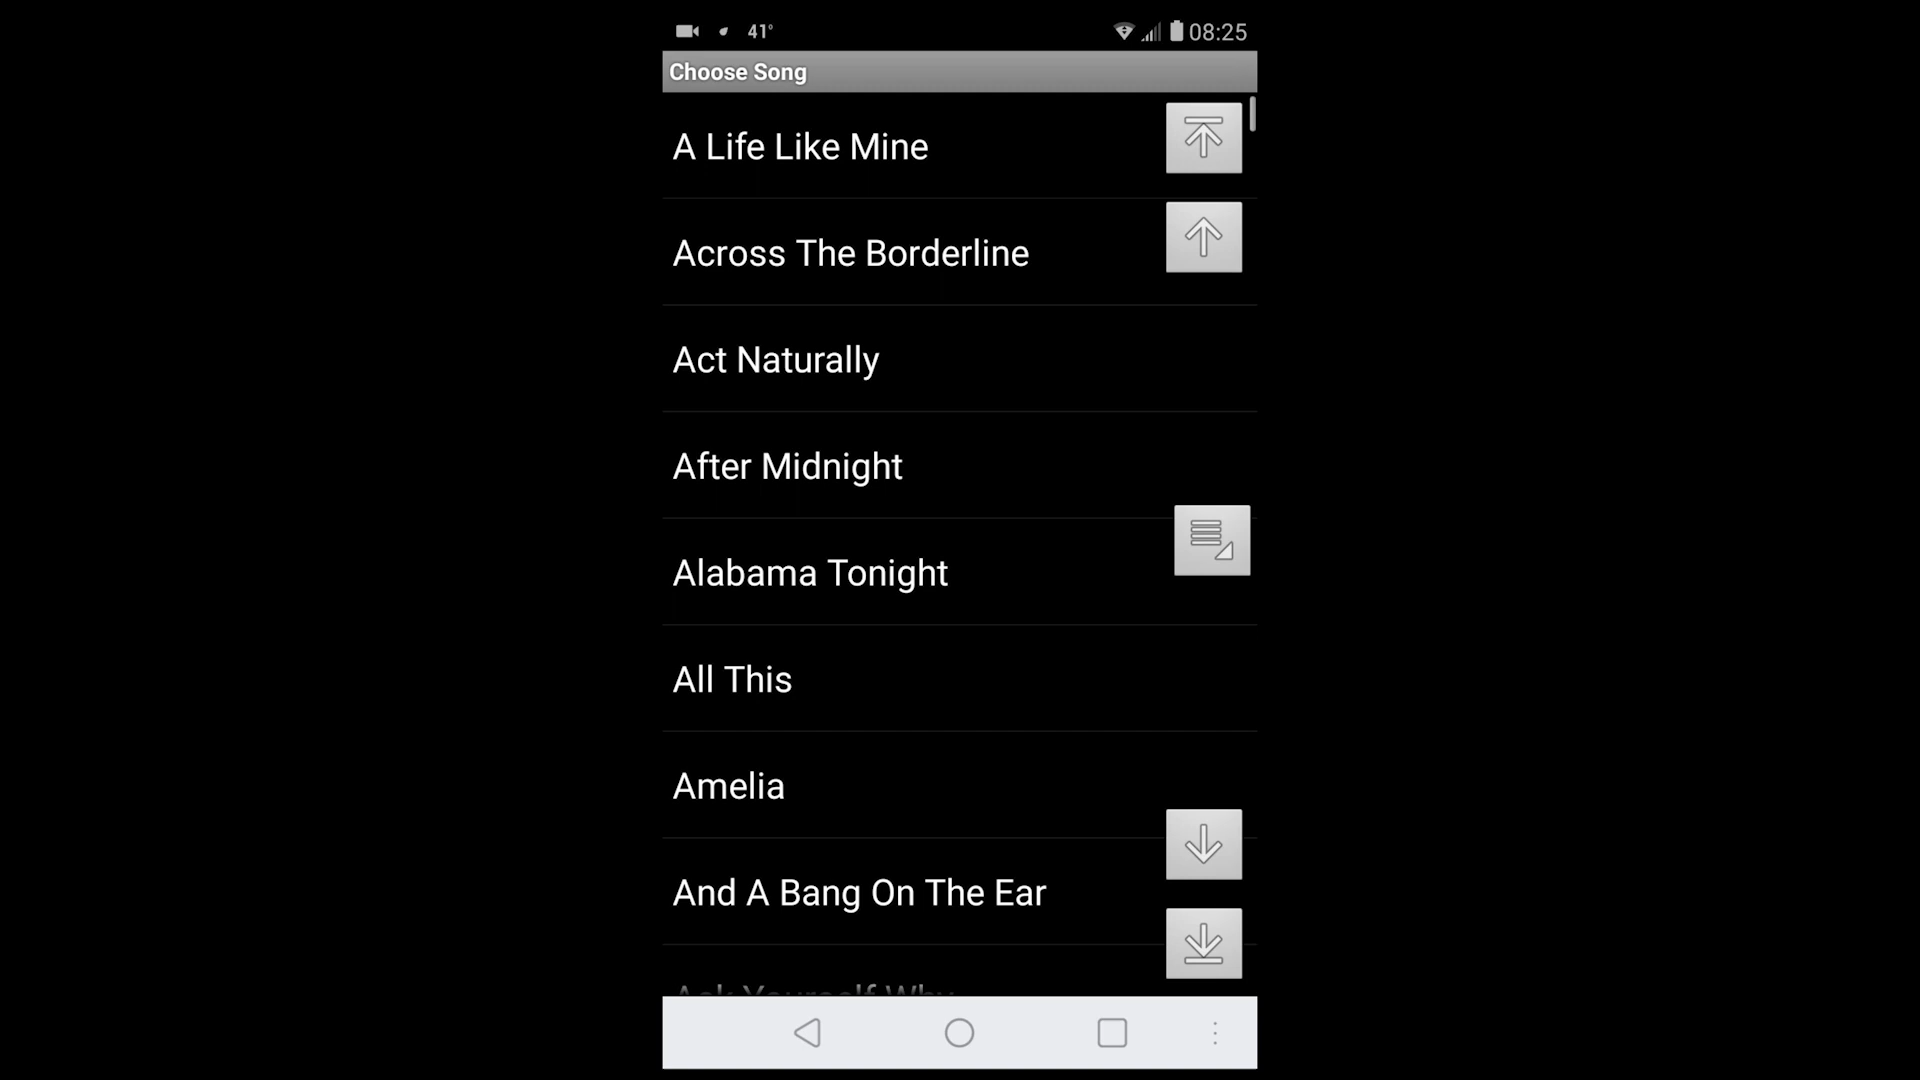 41°
08:25
Choose Song
A Life Like Mine
Across The Borderline
Act Naturally
After Midnight
Alabama Tonight
All This
Amelia
And A Bang On The Ear
Ask Yourself Why